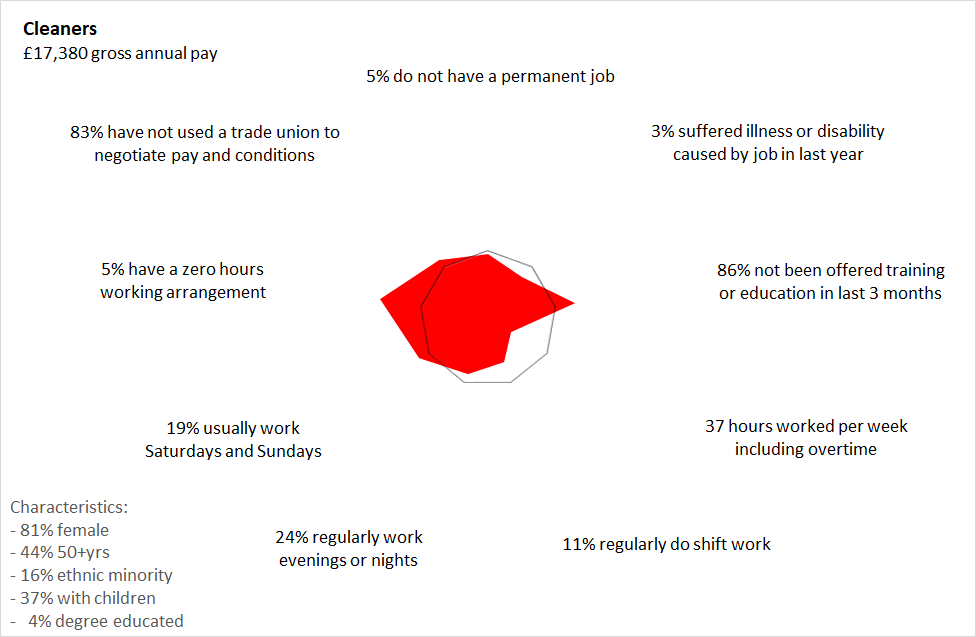 Cleaners
£17,380 gross annual pay
5% do not have a permanent job
83% have not used a trade union to
negotiate pay and conditions
3% suffered illness or disability
caused by job in last year
5% have a zero hours
working arrangement
86% not been offered training
or education in last 3 months
19% usually work
Saturdays and Sundays
37 hours worked per week
including overtime
Characteristics:
- 81% female
- 44% 50+yrs
- 16% ethnic minority
- 37% with children
- 4% degree educated
24% regularly work
evenings or nights
11% regularly do shift work